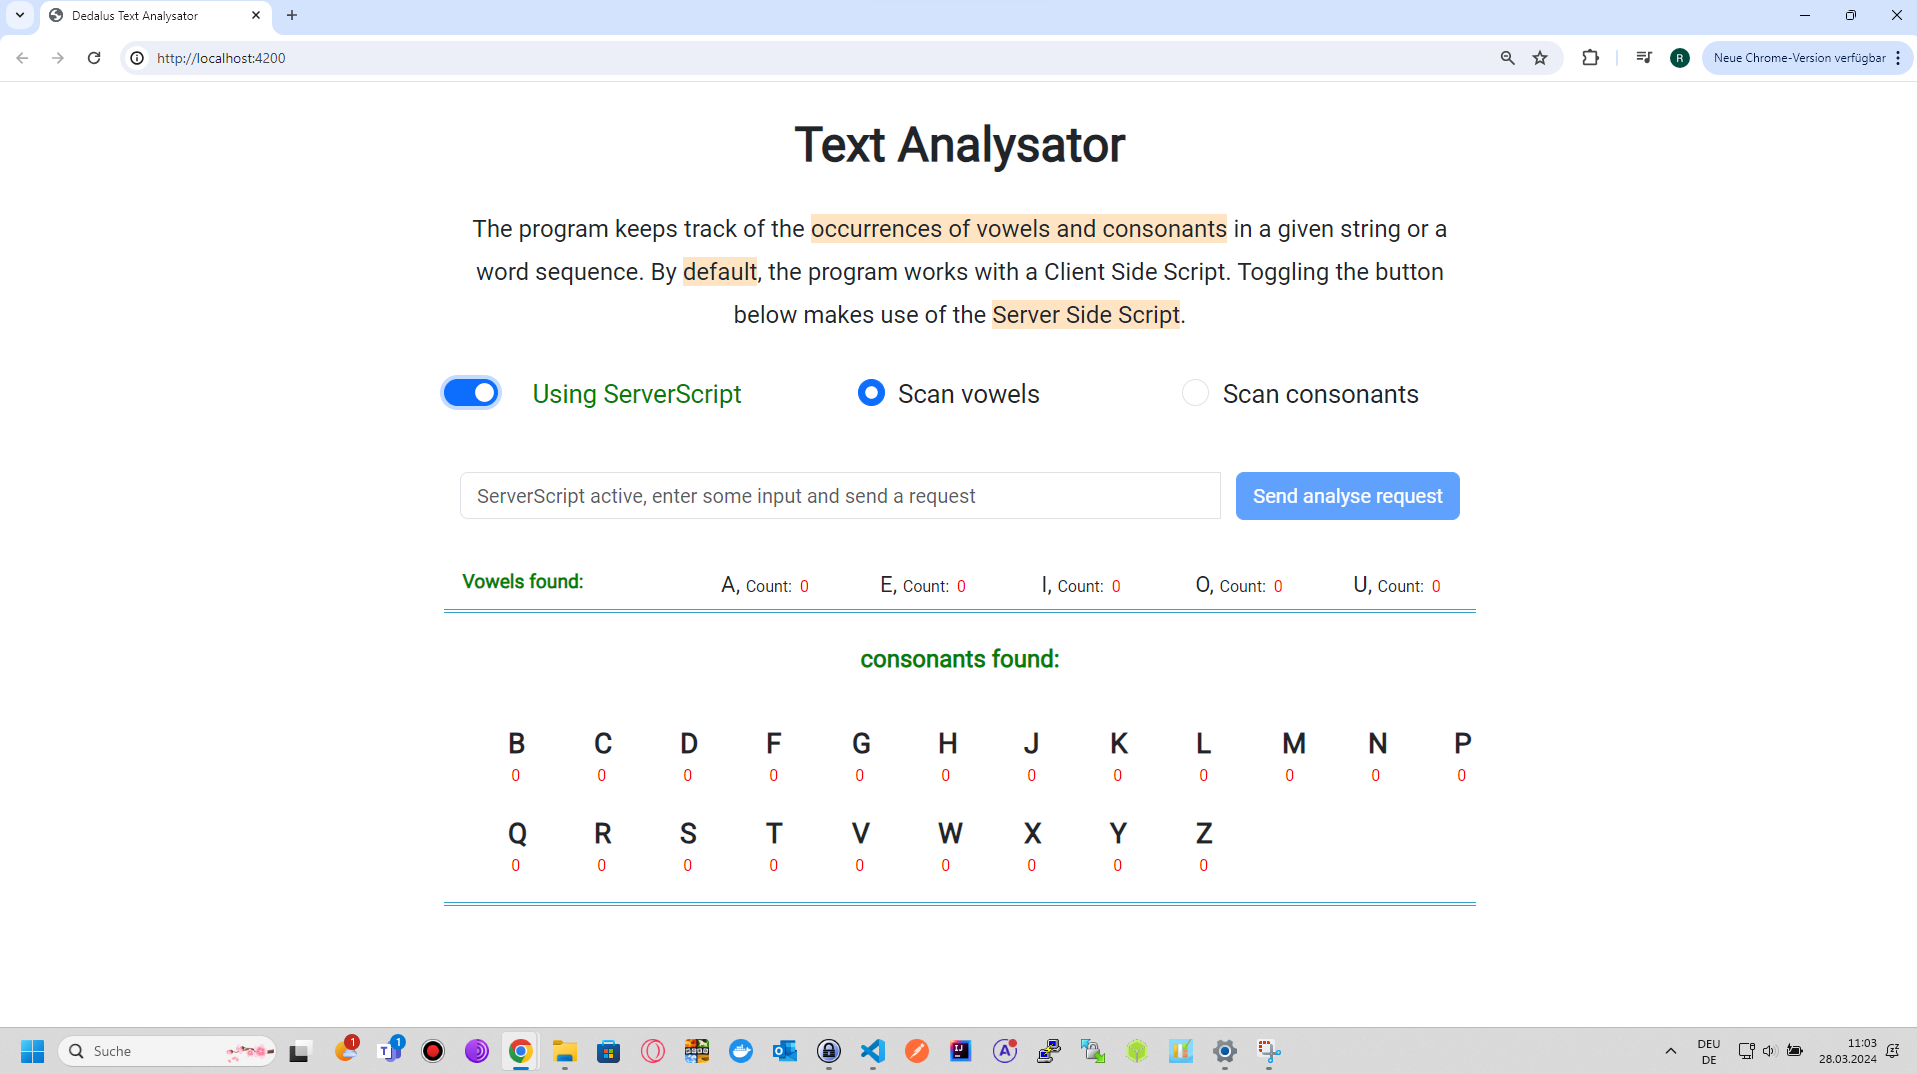 Dedalus Text Analysator
http://localhost:4200
R
Neue Chrome-Version verfügbar
Text Analysator
The program keeps track of the occurrences of vowels and consonants in a given string or a
word sequence. By default, the program works with a Client Side Script. Toggling the button
below makes use of the Server Side Script.
Using ServerScript
Scan vowels
Scan consonants
ServerScript active, enter some input and send a request
Send analyse request
Vowels found:
A, Count: 0
E, Count: 0
I, Count: 0
O, Count: 0
U, Count: 0
consonants found:
B C D F G H J K L M N P
0 0 0 0 0 0 0 0 0 0 0 0
Q R S T V W X Y Z
0 0 0 0 0 0 0 0 0
Suche
1
T 1
IJ
A
DEU
DE
11:03
28.03.2024